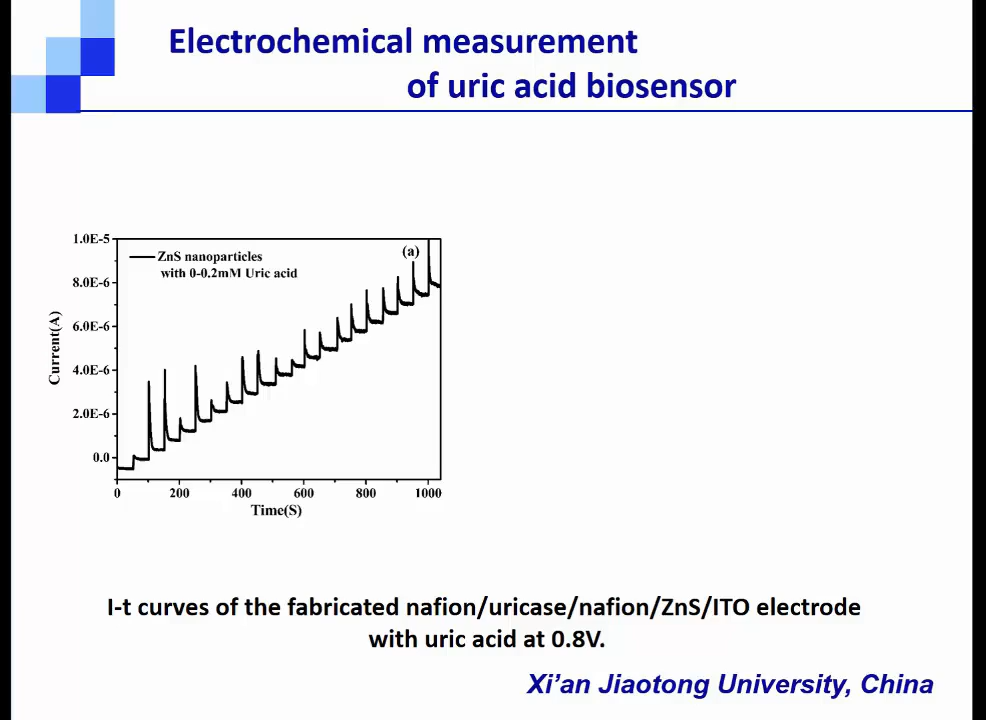 Electrochemical measurement
of uric acid biosensor
1.0E-5
8.0E-6
6.0E-6
4.0E-6
2.0E-6
0.0
Current(A)
ZnS nanoparticles
with 0-0.2mM Uric acid
(a)
0 200 400 600 800 1000
Time(S)
I-t curves of the fabricated nafion/uricase/nafion/ZnS/ITO electrode
with uric acid at 0.8V.
Xi’an Jiaotong University, China